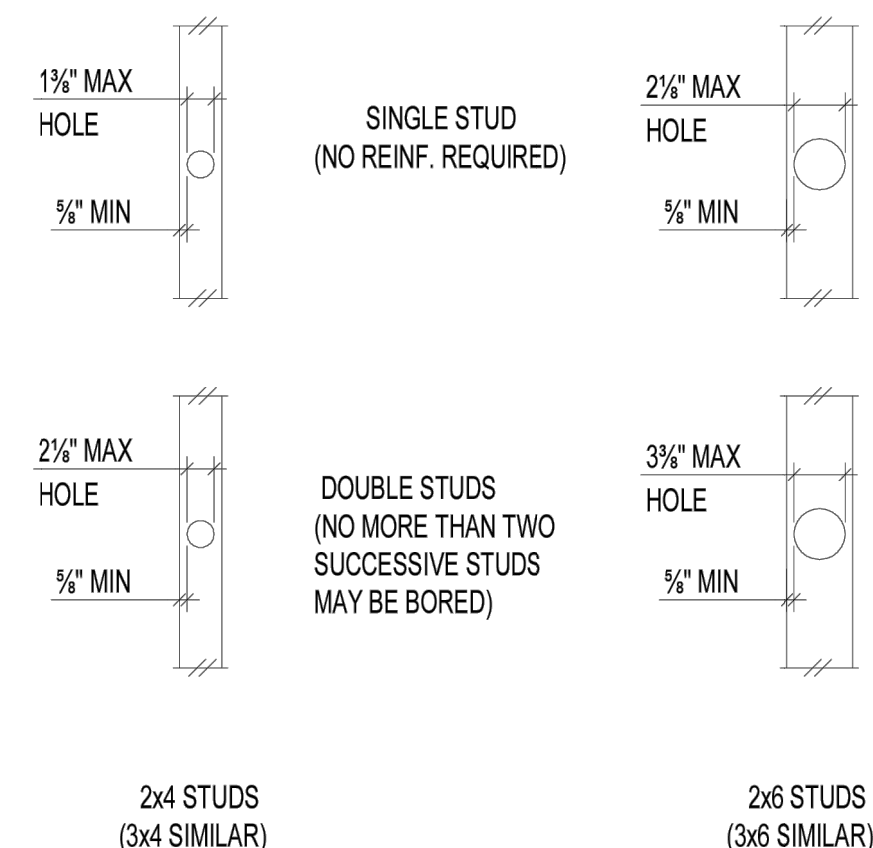 1⅜" MAX
HOLE
⅝" MIN
SINGLE STUD
(NO REINF. REQUIRED)
2⅛" MAX
HOLE
⅝" MIN
2⅛" MAX
HOLE
⅝" MIN
DOUBLE STUDS
(NO MORE THAN TWO
SUCCESSIVE STUDS
MAY BE BORED)
3⅜" MAX
HOLE
⅝" MIN
2x4 STUDS
(3x4 SIMILAR)
2x6 STUDS
(3x6 SIMILAR)